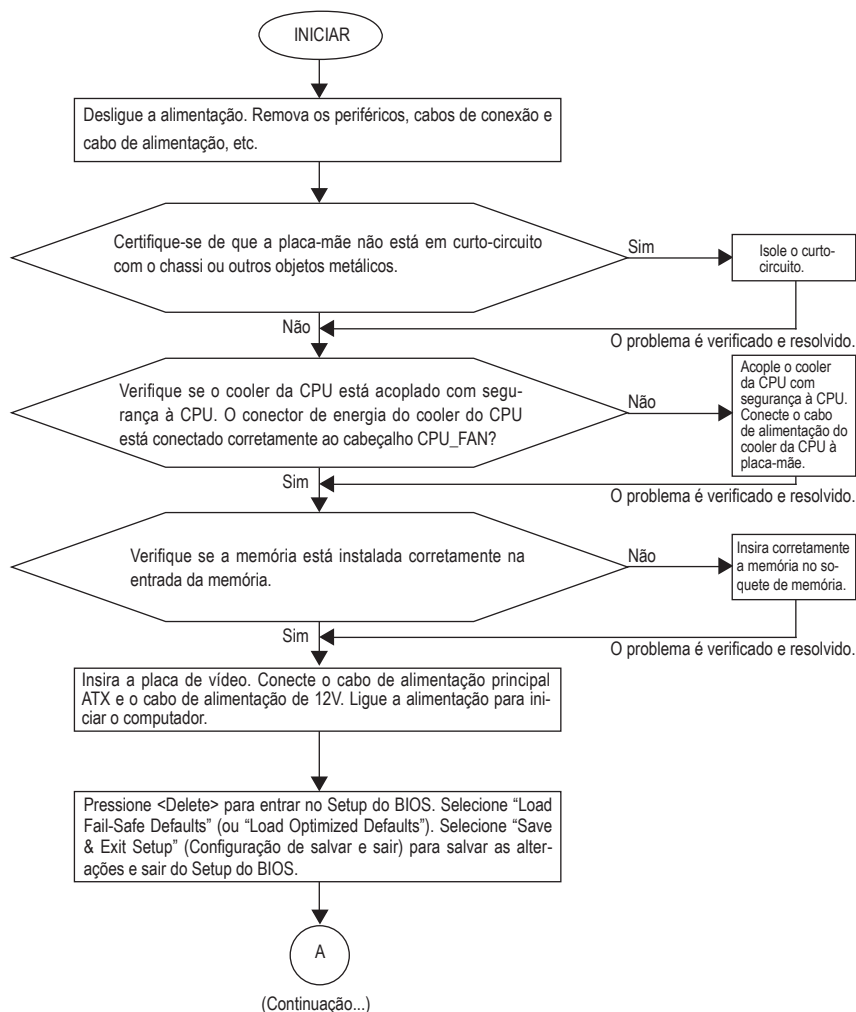 INICIAR
Desligue a alimentação. Remova os periféricos, cabos de conexão e
cabo de alimentação, etc.
Certifique-se de que a placa-mãe não está em curto-circuito
com o chassi ou outros objetos metálicos.
Sim
Isole o curto-
circuito.
Não
O problema é verificado e resolvido.
Verifique se o cooler da CPU está acoplado com segu-
rança à CPU. O conector de energia do cooler do CPU
está conectado corretamente ao cabeçalho CPU_FAN?
Não
Acople o cooler
da CPU com
segurança à CPU.
Conecte o cabo
de alimentação do
cooler da CPU à
placa-mãe.
Sim
O problema é verificado e resolvido.
Verifique se a memória está instalada corretamente na
entrada da memória.
Não
Insira corretamente
a memória no so-
quete de memória.
Sim
O problema é verificado e resolvido.
Insira a placa de vídeo. Conecte o cabo de alimentação principal
ATX e o cabo de alimentação de 12V. Ligue a alimentação para ini-
ciar o computador.
Pressione <Delete> para entrar no Setup do BIOS. Selecione “Load
Fail-Safe Defaults” (ou “Load Optimized Defaults”). Selecione “Save
& Exit Setup” (Configuração de salvar e sair) para salvar as alter-
ações e sair do Setup do BIOS.
A
(Continuação...)